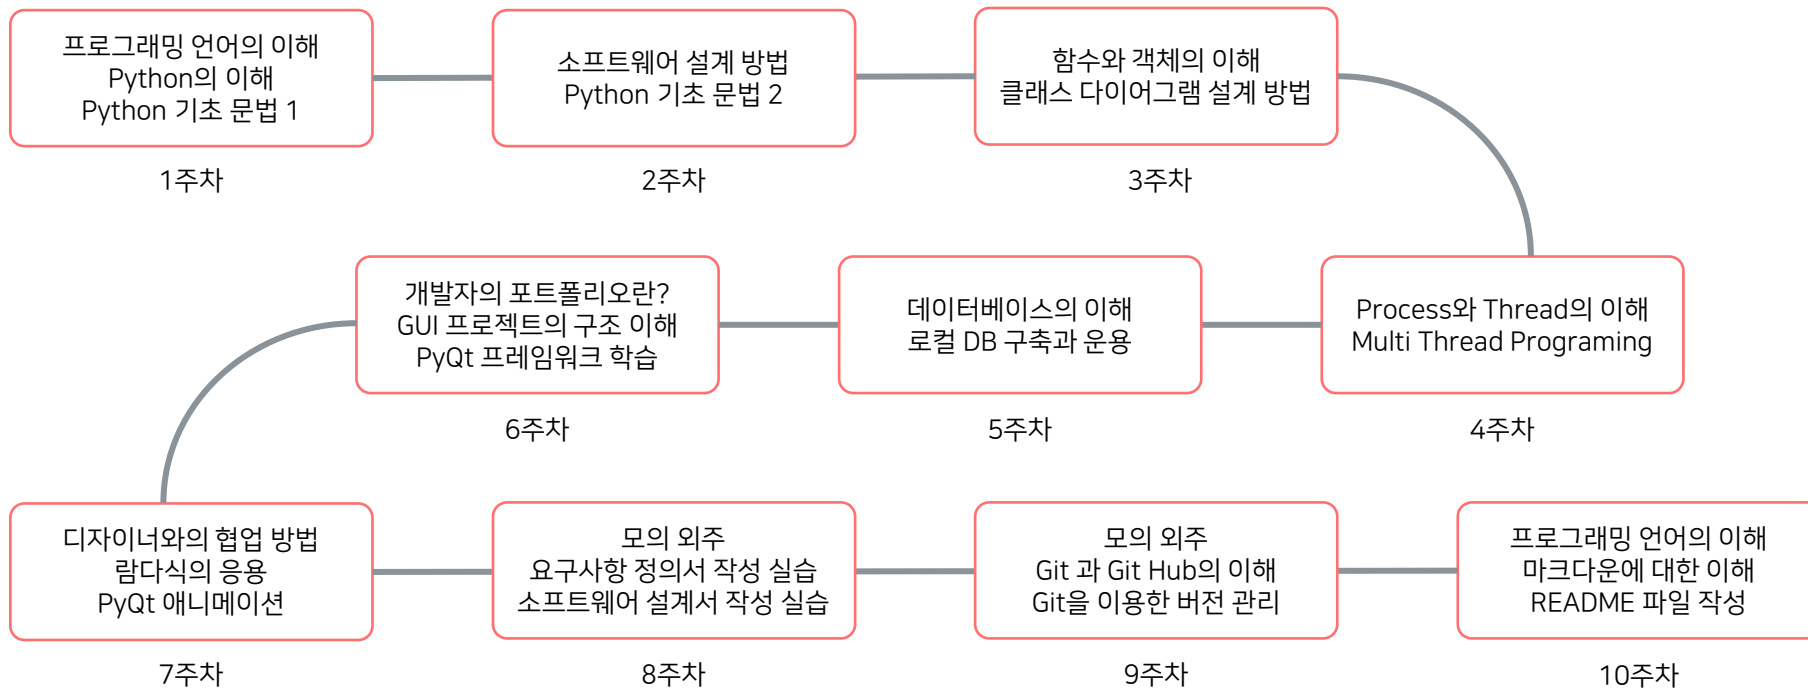 프로그래밍 언어의 이해
Python의 이해
Python 기초 문법 1
1주차
소프트웨어 설계 방법
Python 기초 문법 2
2주차
함수와 객체의 이해
클래스 다이어그램 설계 방법
3주차
Process와 Thread의 이해
Multi Thread Programing
4주차
데이터베이스의 이해
로컬 DB 구축과 운용
5주차
개발자의 포트폴리오란?
GUI 프로젝트의 구조 이해
PyQt 프레임워크 학습
6주차
디자이너와의 협업 방법
람다식의 응용
PyQt 애니메이션
7주차
모의 외주
요구사항 정의서 작성 실습
소프트웨어 설계서 작성 실습
8주차
모의 외주
Git 과 Git Hub의 이해
Git을 이용한 버전 관리
9주차
프로그래밍 언어의 이해
마크다운에 대한 이해
README 파일 작성
10주차